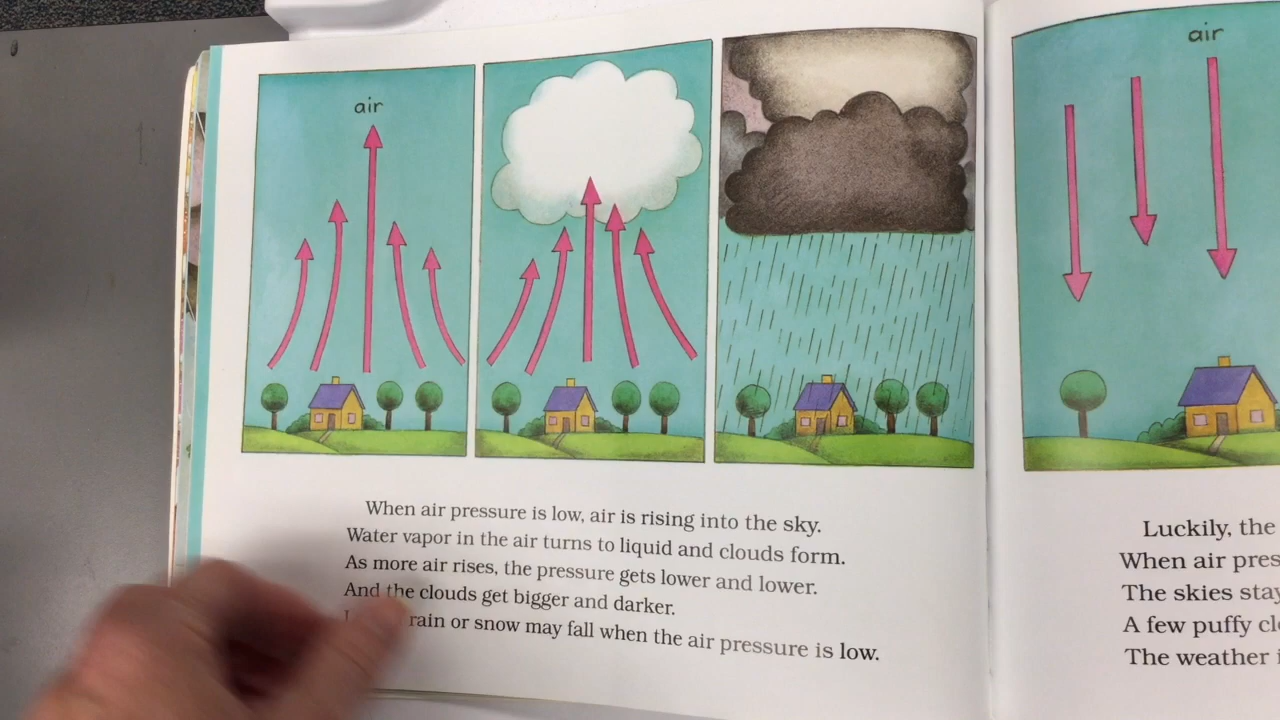 air
When air pressure is low, air is rising into the sky.
Water vapor in the air turns to liquid and clouds form.
As more air rises, the pressure gets lower and lower.
And the clouds get bigger and darker.
rain or snow may fall when the air pressure is low.
air
Luckily, the
When air pres
The skies stay
A few puffy cl
The weather i